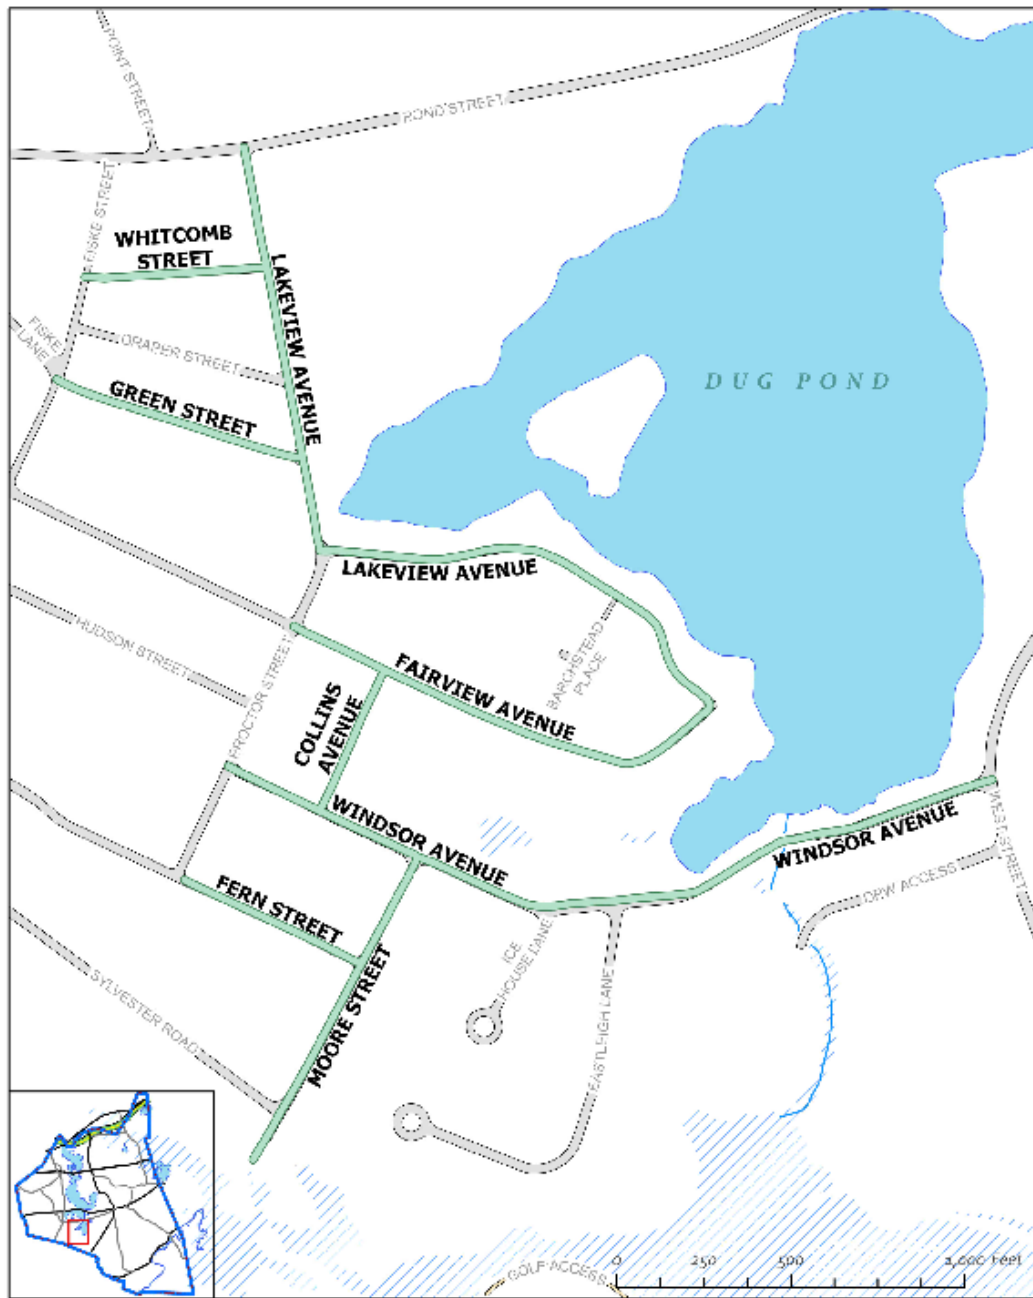 POINT STREET
POND STREET
FISKE STREET
WHITCOMB
STREET
LAKEVIEW AVENUE
FISKE
LANE
DRAPER STREET
GREEN STREET
DUG POND
LAKEVIEW AVENUE
HUDSON STREET
PROCTOR STREET
BARCHSTEAD
PLACE
FAIRVIEW AVENUE
COLLINS
AVENUE
WINDSOR AVENUE
WINDSOR AVENUE
WEST STREET
DPW ACCESS
FERN STREET
ICE
HOUSE LANE
EASTLEIGH LANE
SYLVESTER ROAD
MOORE STREET
GOLF ACCESS
0 250 500 1,000 Feet